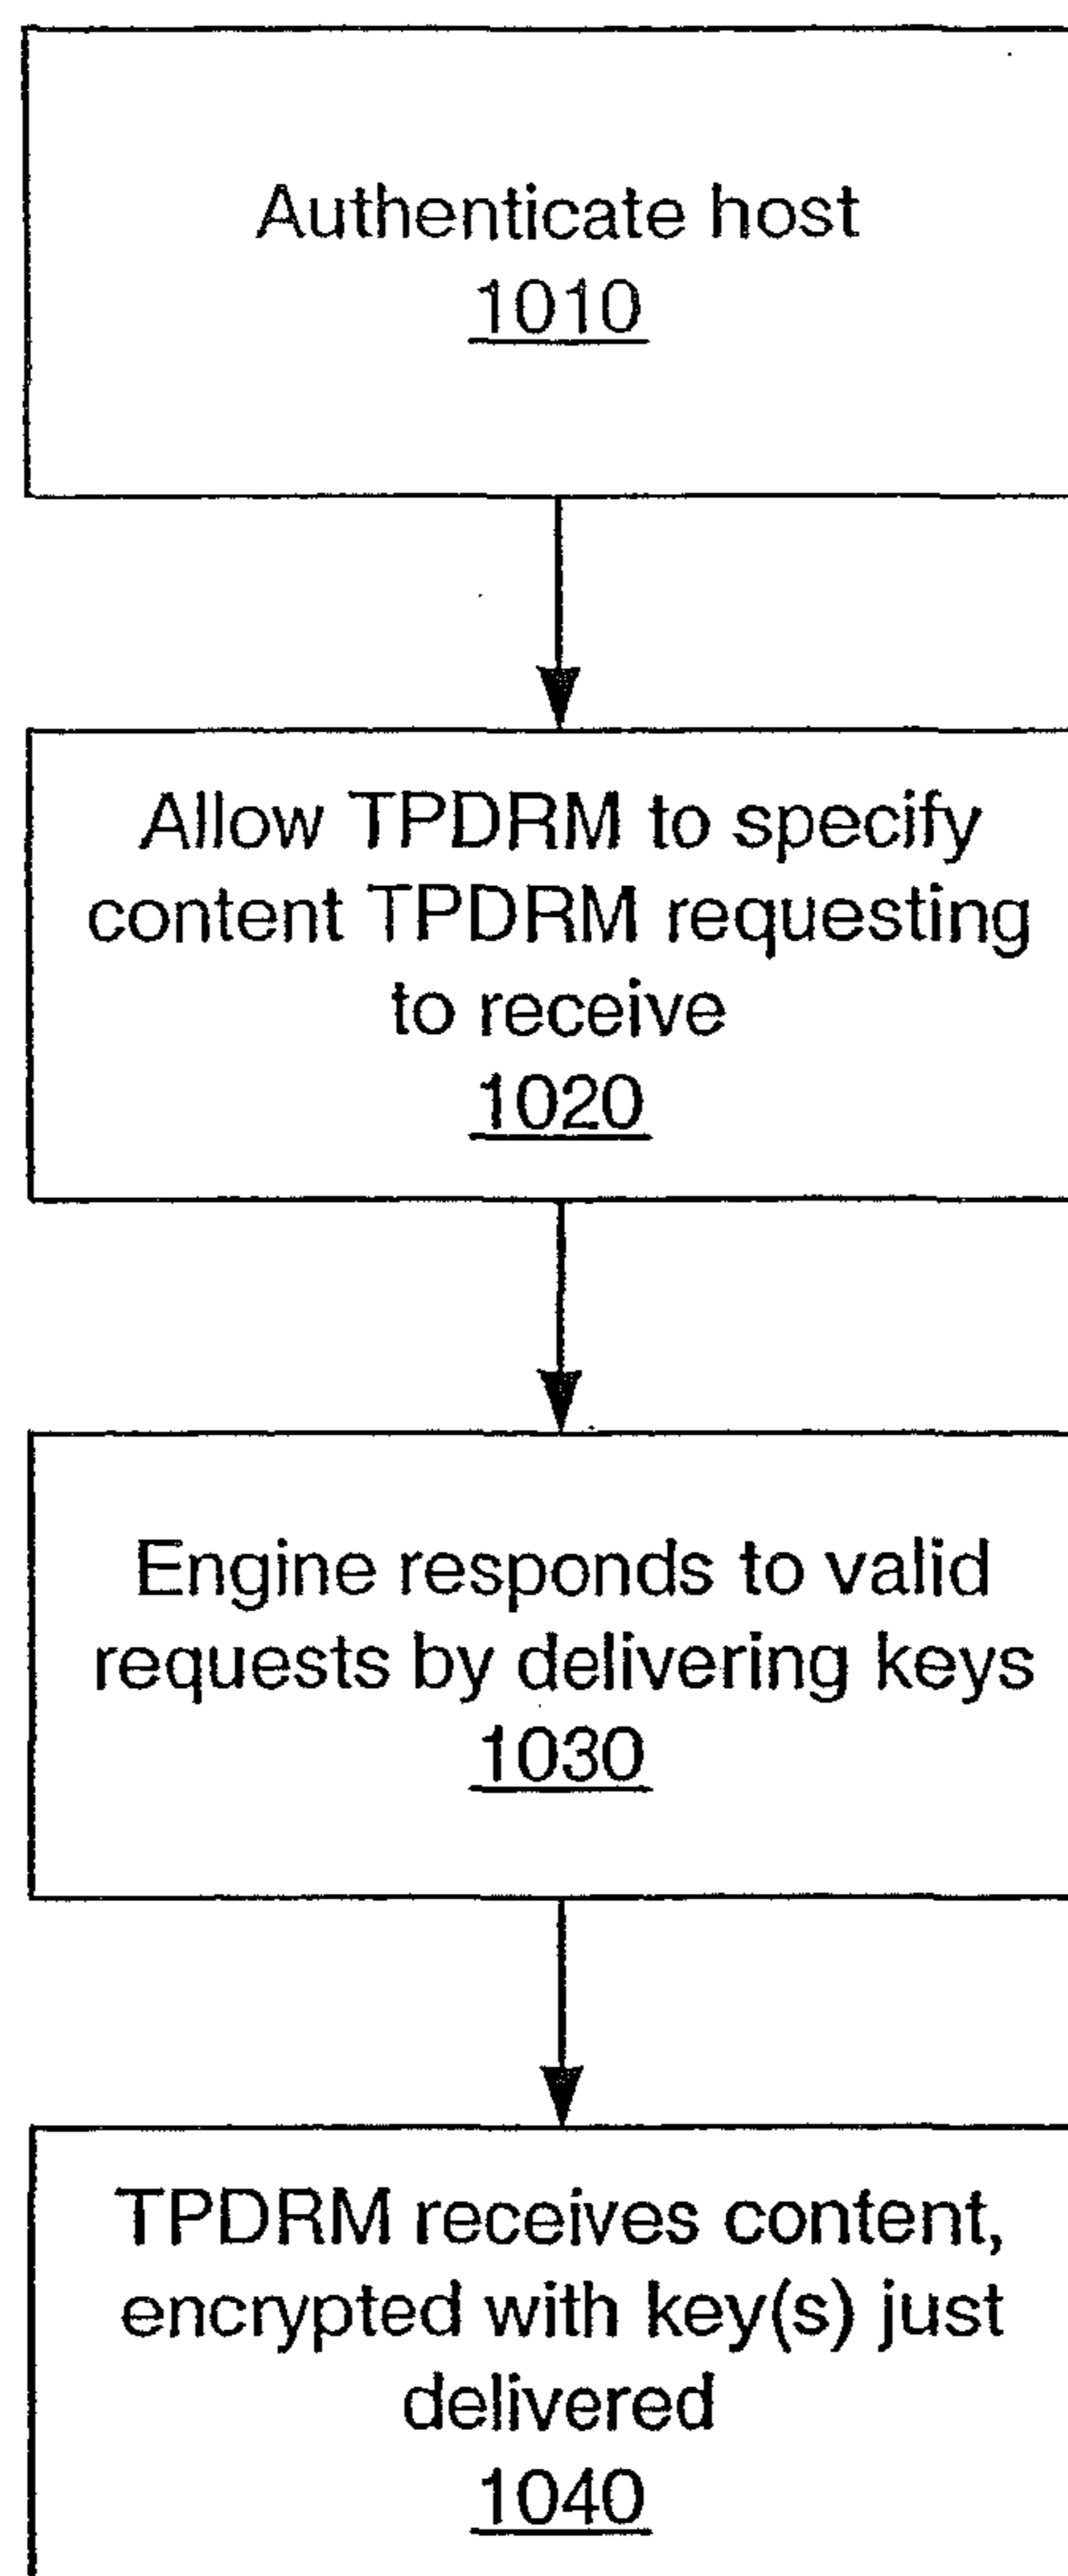 Authenticate host
1010
Allow TPDRM to specify
content TPDRM requesting
to receive
1020
Engine responds to valid
requests by delivering keys
1030
TPDRM receives content,
encrypted with key(s) just
delivered
1040